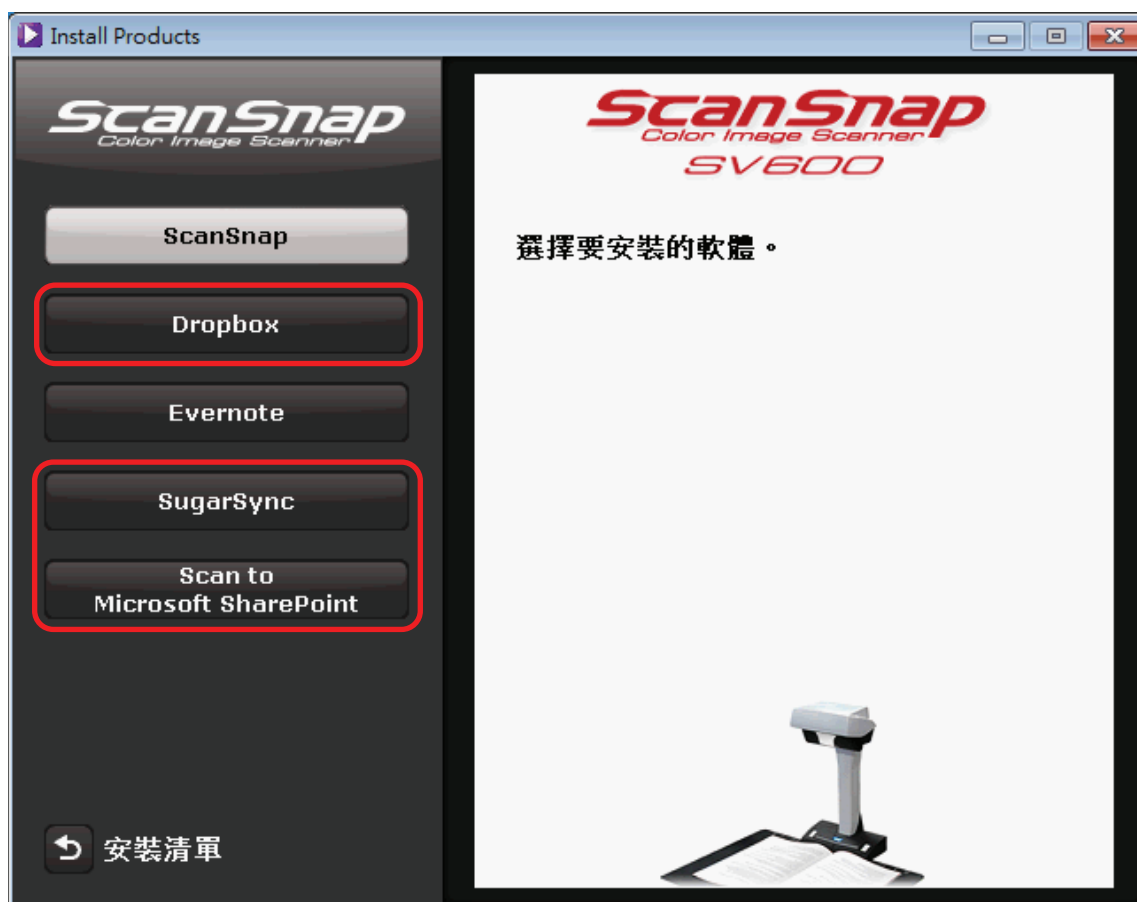 Install Products
ScanSnap
Color Image Scanner
ScanSnap
Dropbox
Evernote
SugarSync
Scan to
Microsoft SharePoint
安裝清單
ScanSnap
Color Image Scanner
SV600
選擇要安裝的軟體。